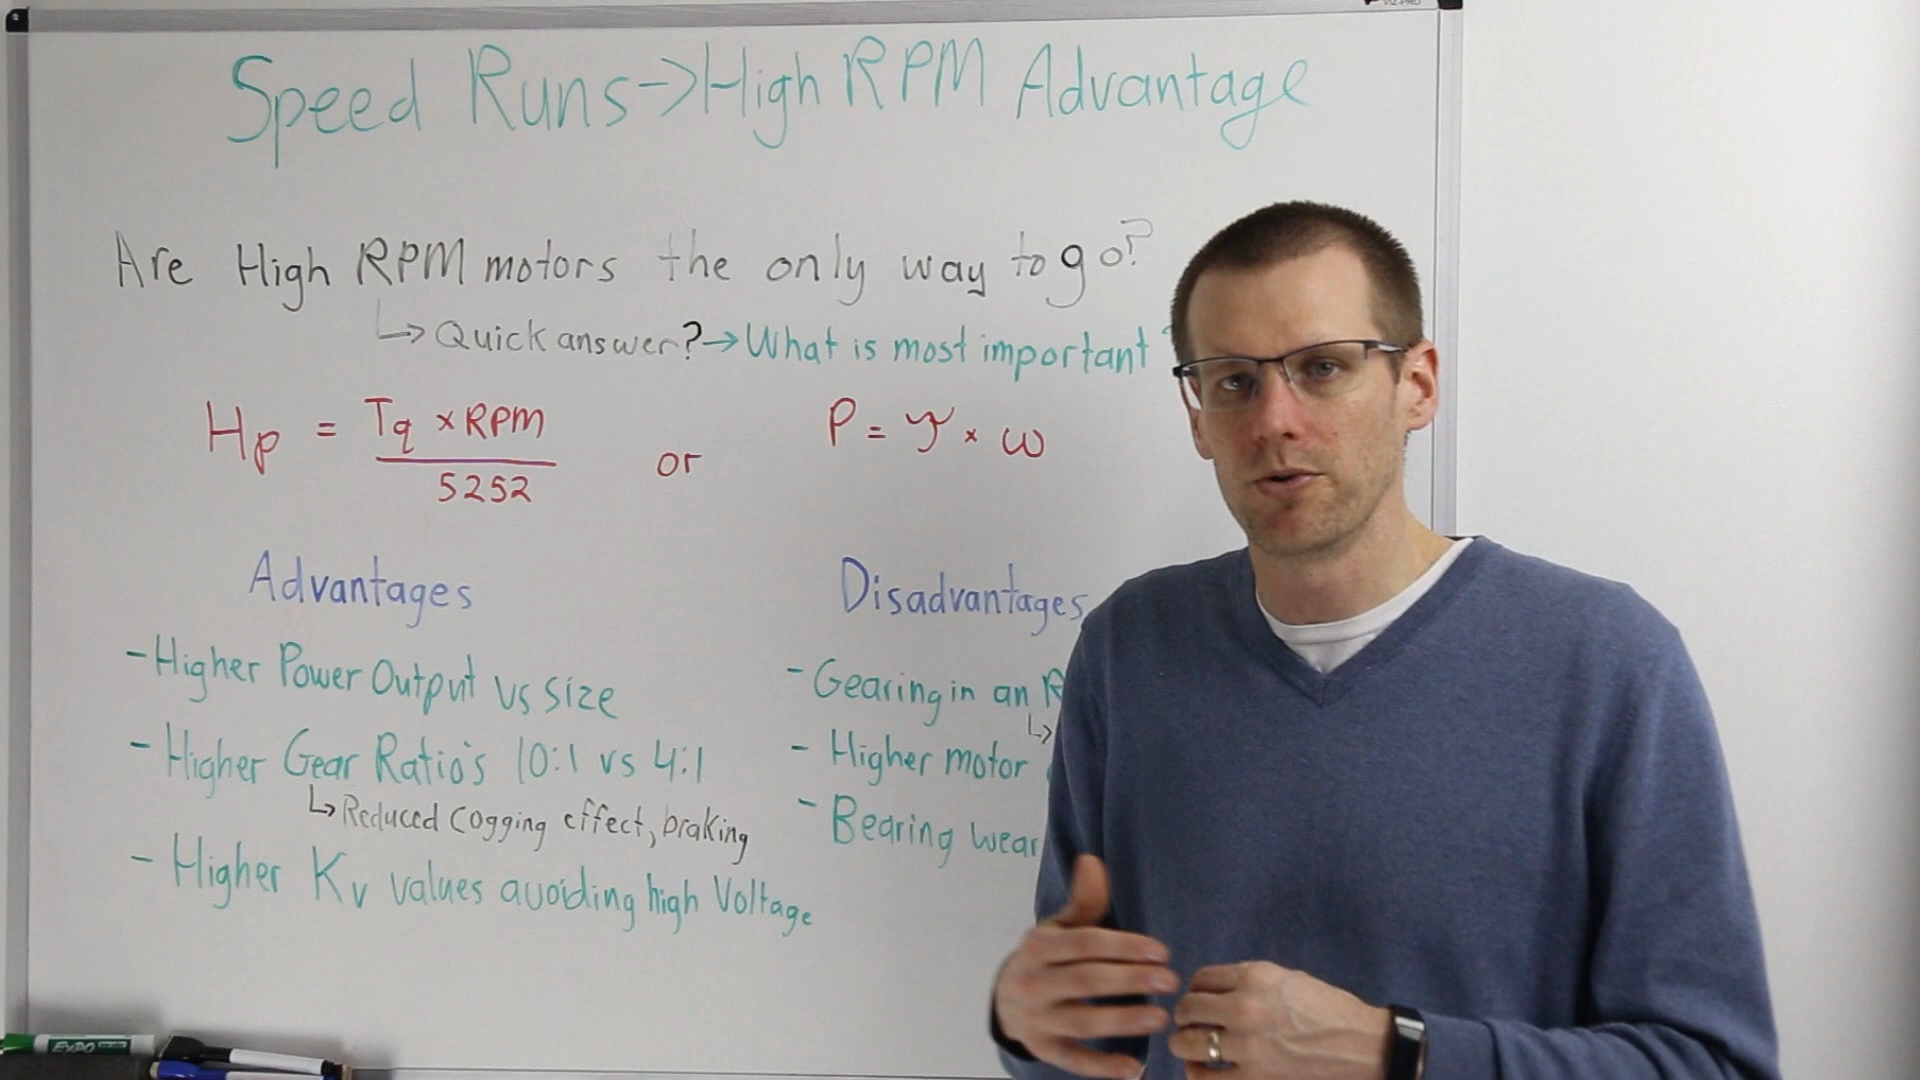 Speed Runs->High RPM Advantage
Are High RPM motors the only way to go?
↳ Quick answer?→What is most important
Hp = Tq × RPM
5252
or
P = τ × ω
Advantages
- Higher Power Output vs size
- Higher Gear Ratio's 10:1 vs 4:1
↳ Reduced cogging effect, braking
- Higher Kv values avoiding high Voltage
Disadvantages
- Gearing in an
↳
- Higher motor
- Bearing wear
EXPO